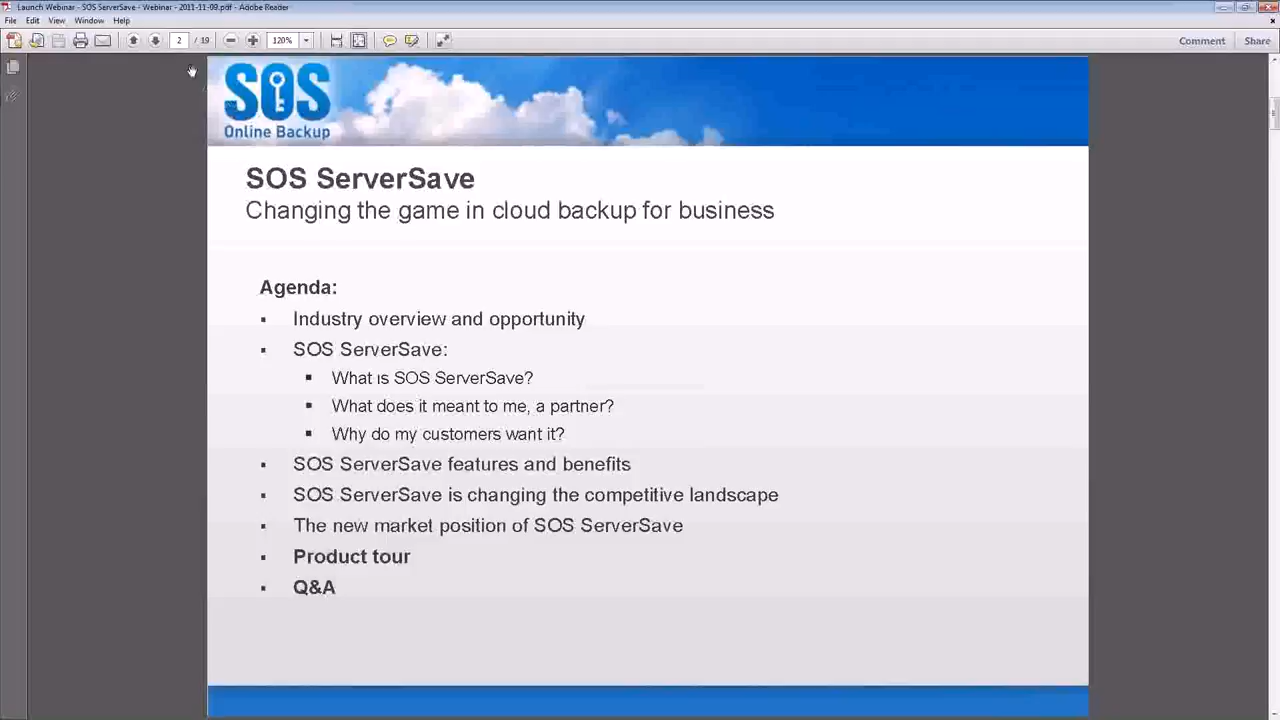 Launch Webinar - SOS ServerSave - Webinar - 2011-11-09.pdf - Adobe Reader
File Edit View Window Help
2 / 19 120% Comment Share
SOS
Online Backup
SOS ServerSave
Changing the game in cloud backup for business
Agenda:
Industry overview and opportunity
SOS ServerSave:
What is SOS ServerSave?
What does it meant to me, a partner?
Why do my customers want it?
SOS ServerSave features and benefits
SOS ServerSave is changing the competitive landscape
The new market position of SOS ServerSave
Product tour
Q&A